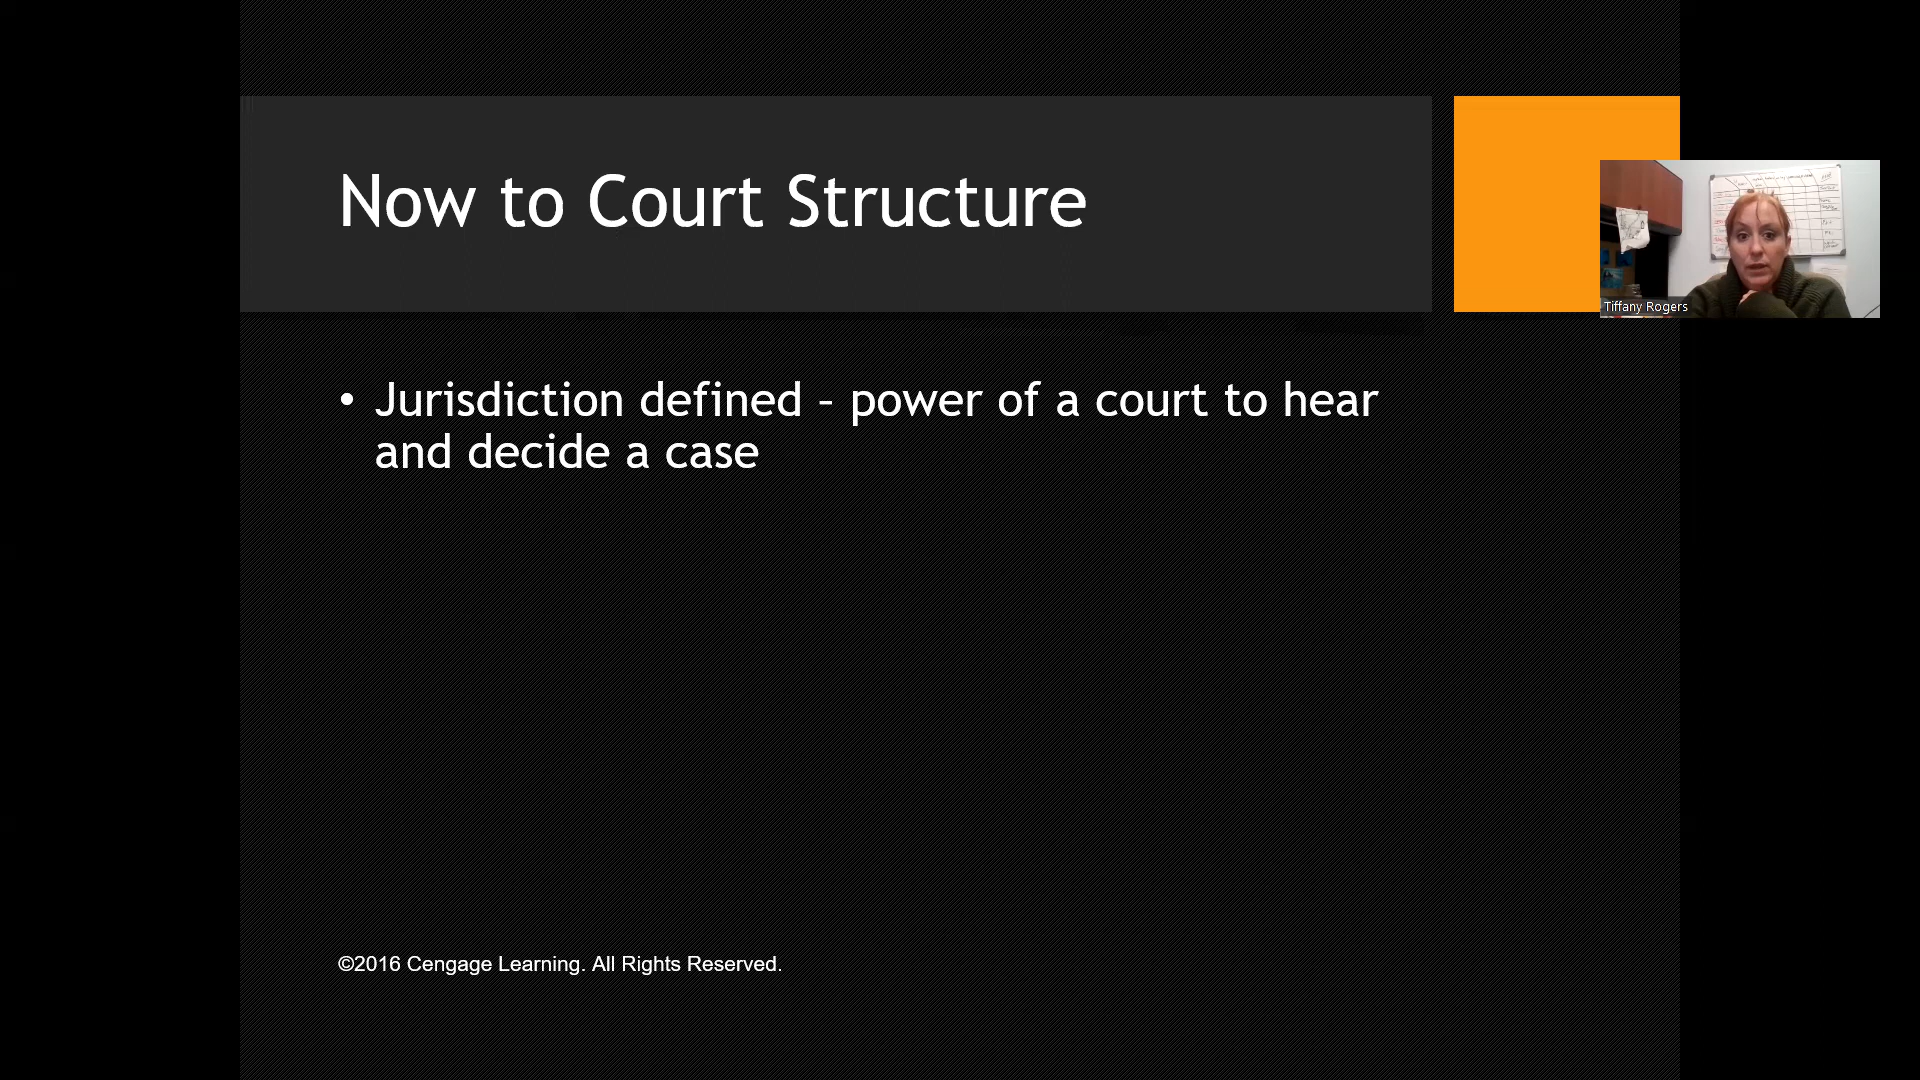 Now to Court Structure
Tiffany Rogers
• Jurisdiction defined – power of a court to hear
and decide a case
©2016 Cengage Learning. All Rights Reserved.